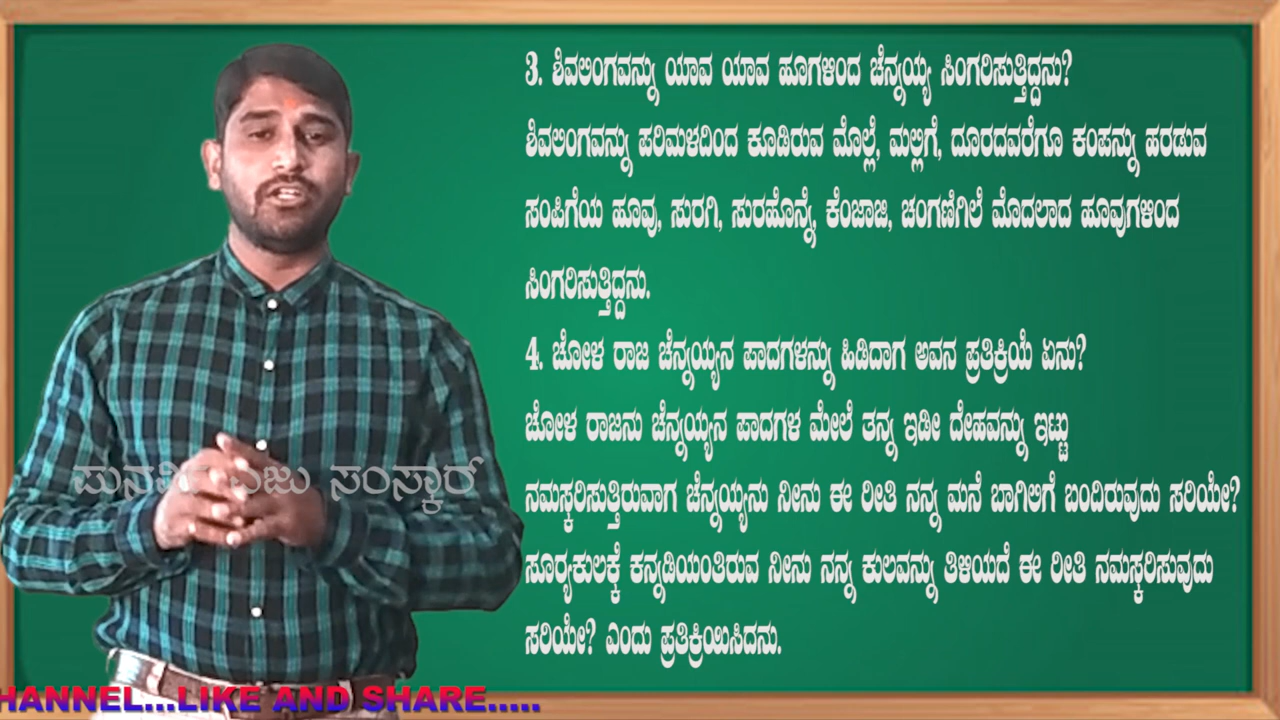 3. ಶಿವಲಿಂಗವನ್ನು ಯಾವ ಯಾವ ಹೂಗಳಿಂದ ಚೆನ್ನಯ್ಯ ಸಿಂಗರಿಸುತ್ತಿದ್ದನು?
ಶಿವಲಿಂಗವನ್ನು ಪರಿಮಳದಿಂದ ಕೂಡಿರುವ ಮೊಲ್ಲೆ, ಮಲ್ಲಿಗೆ, ದೂರದವರೆಗೂ ಕಂಪನ್ನು ಹರಡುವ
ಸಂಪಿಗೆಯ ಹೂವು, ಸುರಗಿ, ಸುರಹೊನ್ನೆ, ಕೆಂಜಾಜಿ, ಚಂಗಣಿಗಿಲೆ ಮೊದಲಾದ ಹೂವುಗಳಿಂದ
ಸಿಂಗರಿಸುತ್ತಿದ್ದನು.
4. ಚೋಳ ರಾಜ ಚೆನ್ನಯ್ಯನ ಪಾದಗಳನ್ನು ಹಿಡಿದಾಗ ಅವನ ಪ್ರತಿಕ್ರಿಯೆ ಏನು?
ಚೋಳ ರಾಜನು ಚೆನ್ನಯ್ಯನ ಪಾದಗಳ ಮೇಲೆ ತನ್ನ ಇಡೀ ದೇಹವನ್ನು ಇಟ್ಟು
ನಮಸ್ಕರಿಸುತ್ತಿರುವಾಗ ಚೆನ್ನಯ್ಯನು ನೀನು ಈ ರೀತಿ ನನ್ನ ಮನೆ ಬಾಗಿಲಿಗೆ ಬಂದಿರುವುದು ಸರಿಯೇ?
ಸೂರ್‍ಯಕುಲಕ್ಕೆ ಕನ್ನಡಿಯಂತಿರುವ ನೀನು ನನ್ನ ಕುಲವನ್ನು ತಿಳಿಯದೆ ಈ ರೀತಿ ನಮಸ್ಕರಿಸುವುದು
ಸರಿಯೇ? ಎಂದು ಪ್ರತಿಕ್ರಿಯಿಸಿದನು.
ಸಂಸ್ಕಾರ್
HANNEL...LIKE AND SHARE.....